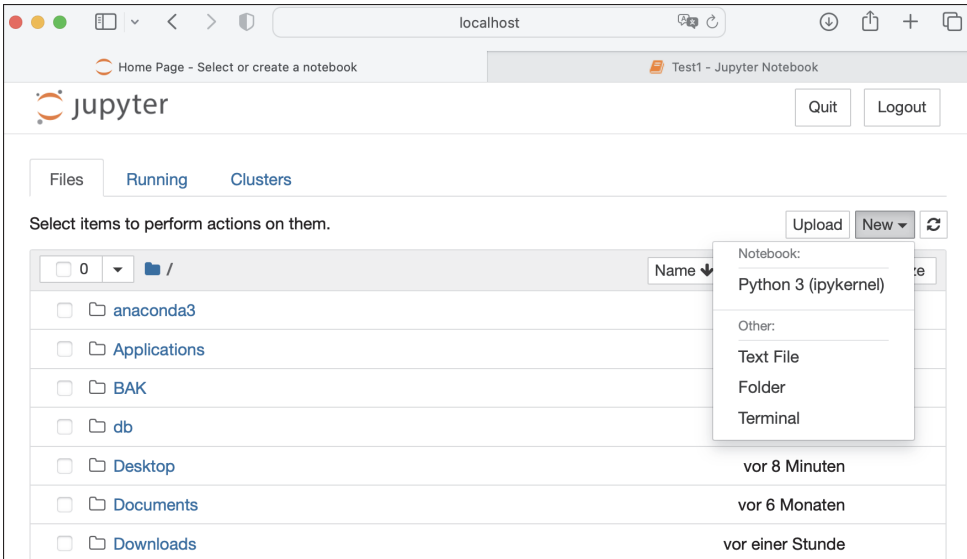 localhost
Home Page - Select or create a notebook
Test1 - Jupyter Notebook
jupyter
Quit
Logout
Files
Running
Clusters
Select items to perform actions on them.
Upload
New
0
/
Name
ze
Notebook:
Python 3 (ipykernel)
Other:
Text File
Folder
Terminal
anaconda3
Applications
BAK
db
Desktop
vor 8 Minuten
Documents
vor 6 Monaten
Downloads
vor einer Stunde